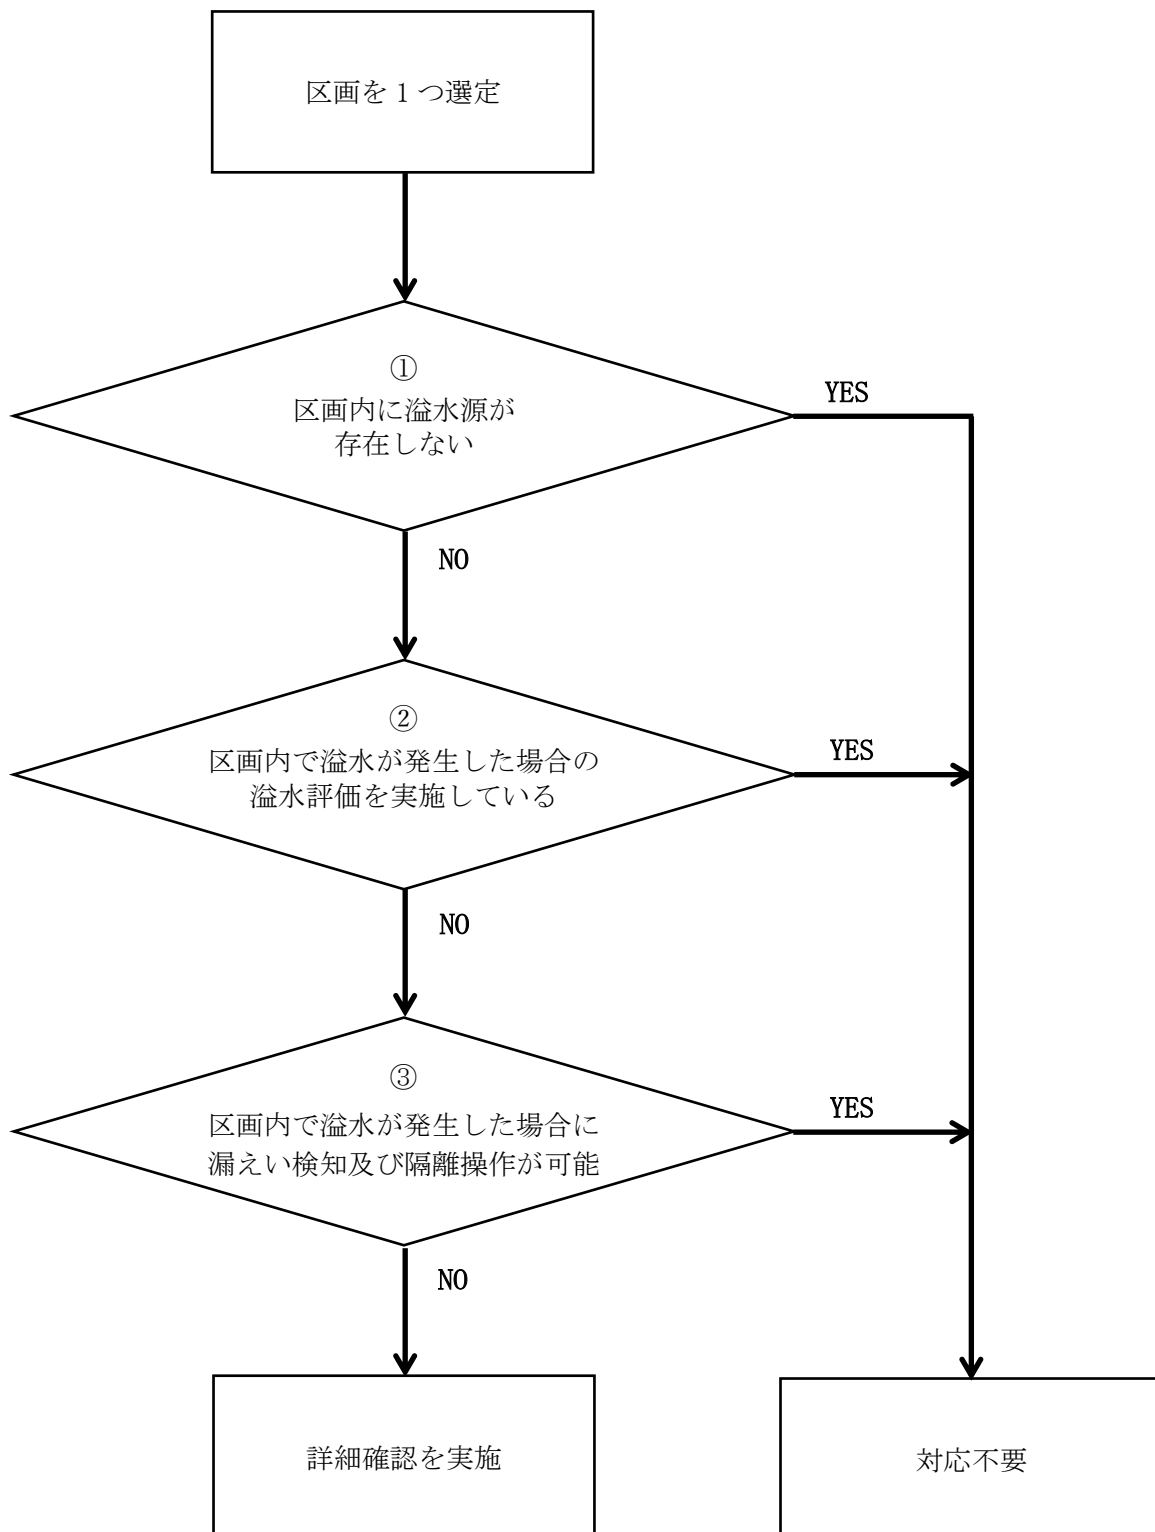 区画を１つ選定
①
区画内に溢水源が
存在しない
YES
NO
②
区画内で溢水が発生した場合の
溢水評価を実施している
YES
NO
③
区画内で溢水が発生した場合に
漏えい検知及び隔離操作が可能
YES
NO
詳細確認を実施
対応不要